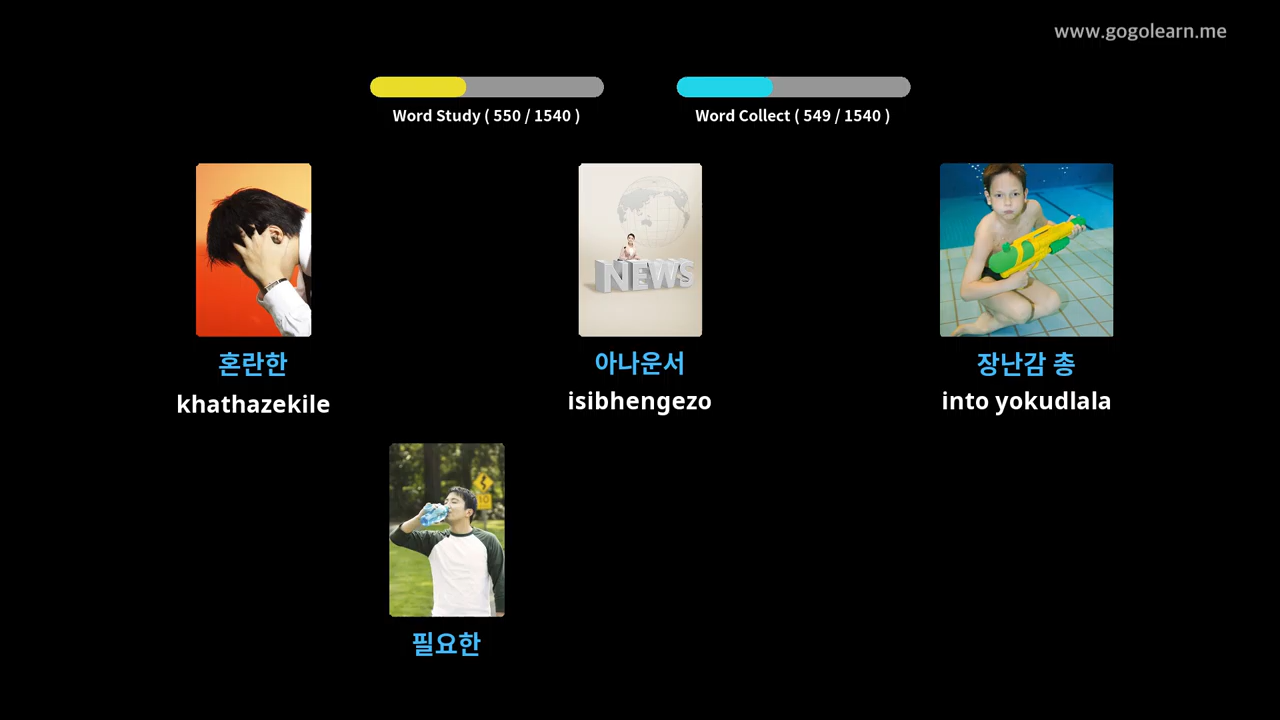 www.gogolearn.me
Word Study ( 550 / 1540 )
Word Collect ( 549 / 1540 )
NEWS
혼란한
khathazekile
아나운서
isibhengezo
장난감 총
into yokudlala
10
필요한